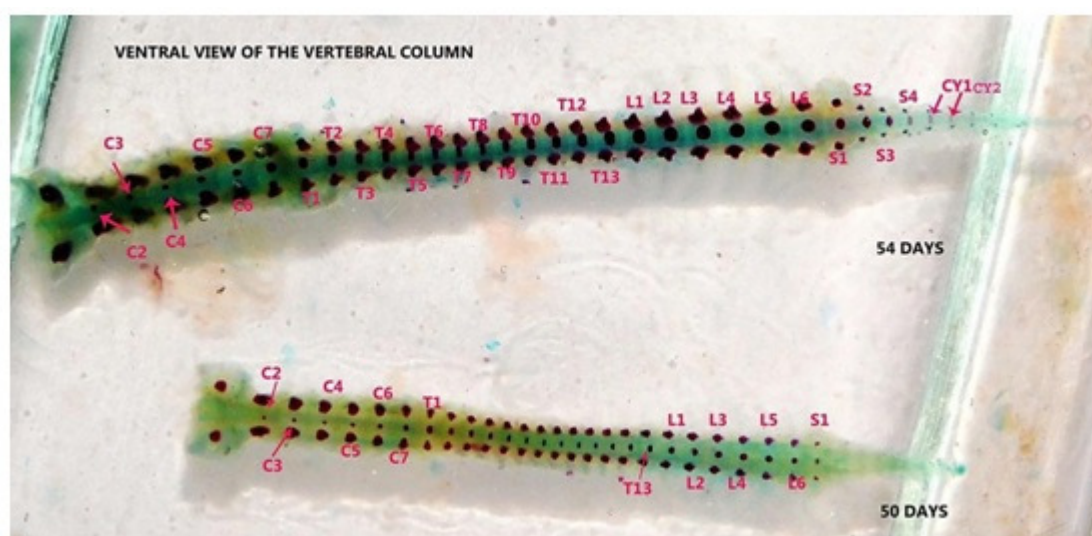 VENTRAL VIEW OF THE VERTEBRAL COLUMN
C3 C5 C7 T2 T4 T6 T8 T10 T12 L1 L2 L3 L4 L5 L6 S2 S4 CY1 CY2
C2 C4 C6 T1 T3 T5 T7 T9 T11 T13 S1 S3
54 DAYS
C2 C4 C6 T1 L1 L3 L5 S1
C3 C5 C7 T13 L2 L4 L6
50 DAYS